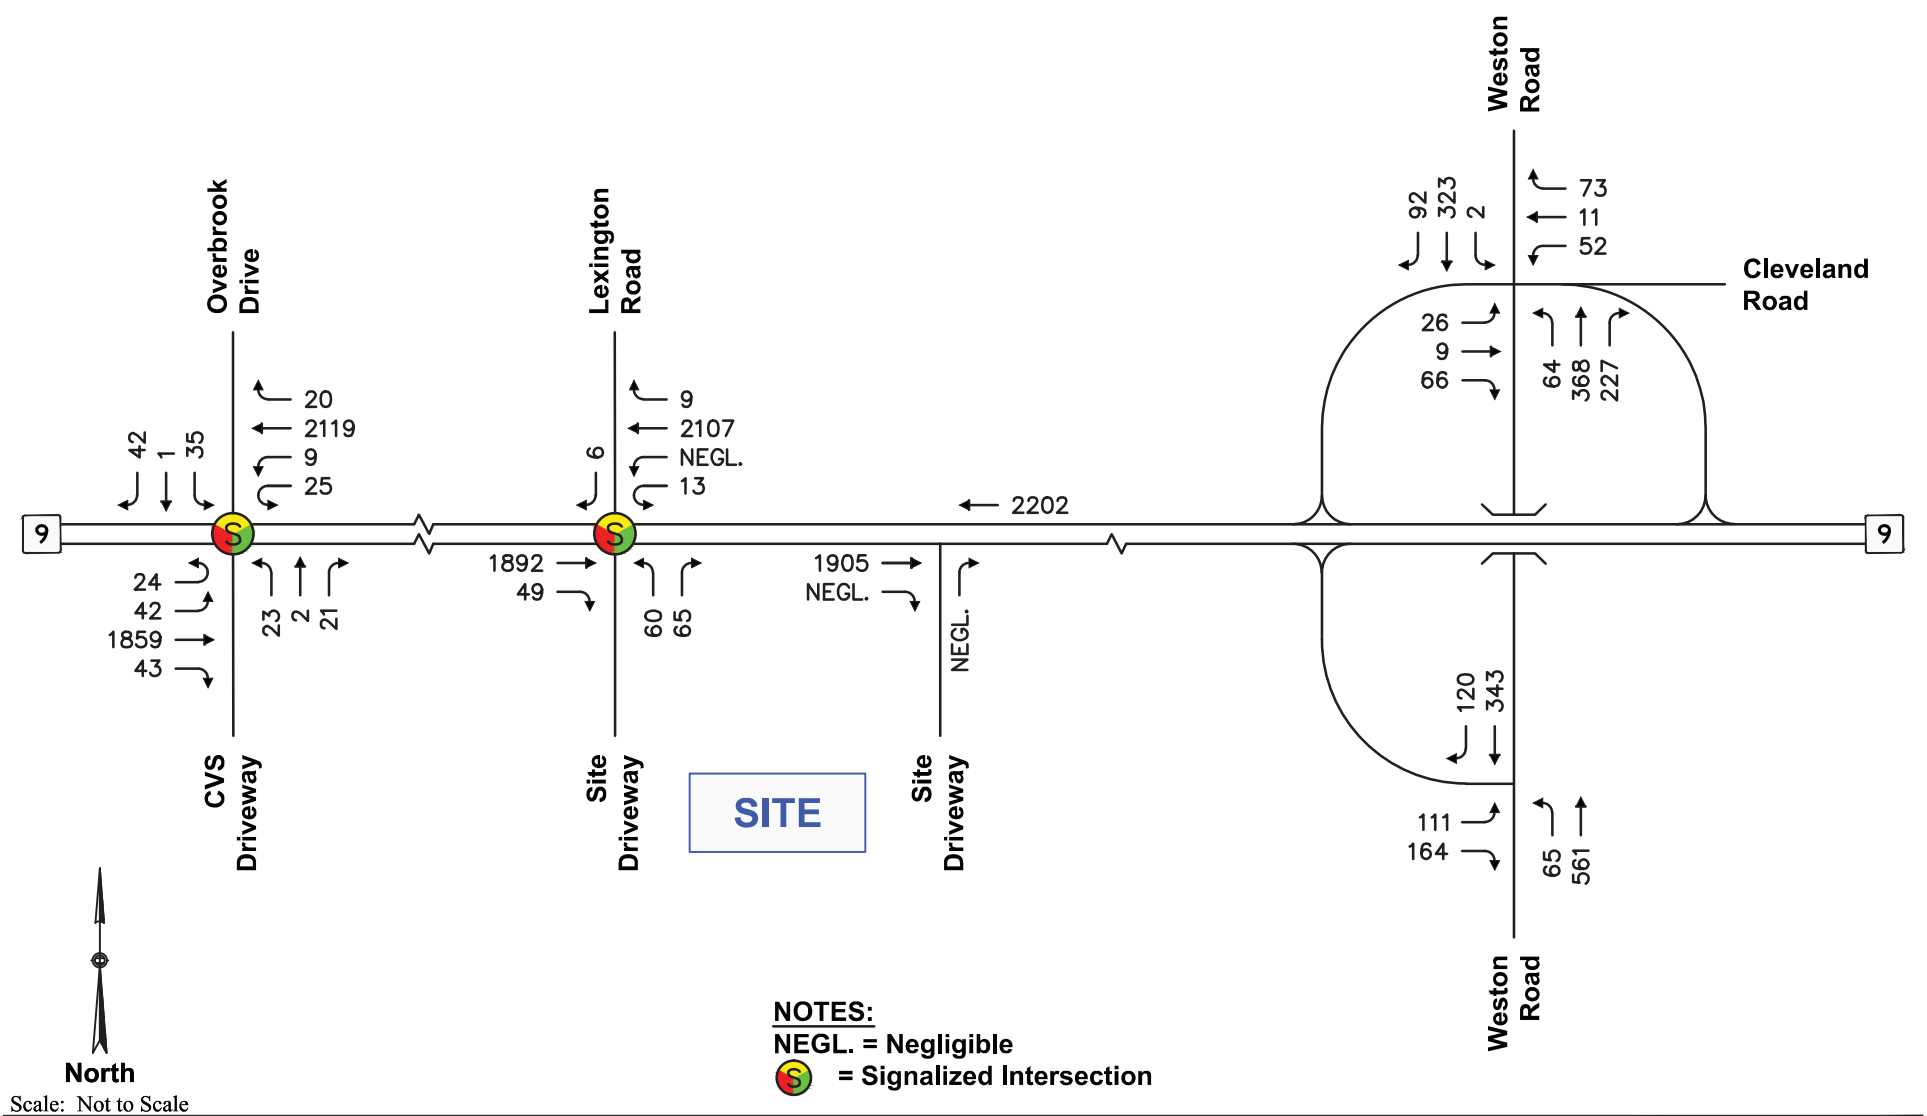 Weston
Road
92
323
2
73
11
52
Cleveland
Road
26
9
66
64
368
227
Overbrook
Drive
42
1
35
20
2119
9
25
Lexington
Road
6
9
2107
NEGL.
13
2202
9
S
S
9
24
42
1859
43
23
2
21
1892
49
60
65
1905
NEGL.
NEGL.
120
343
111
164
65
561
CVS
Driveway
Site
Driveway
SITE
Site
Driveway
Weston
Road
North
Scale: Not to Scale
NOTES:
NEGL. = Negligible
S = Signalized Intersection